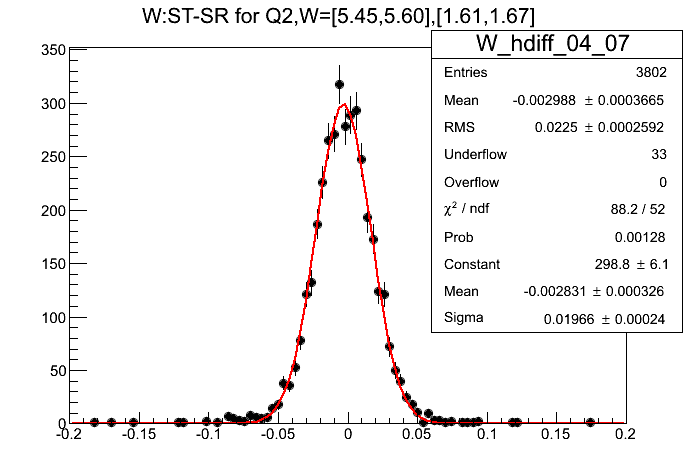 W:ST-SR for Q2,W=[5.45,5.60],[1.61,1.67]
W_hdiff_04_07
Entries 3802
Mean -0.002988 ± 0.0003665
RMS 0.0225 ± 0.0002592
Underflow 33
Overflow 0
χ² / ndf 88.2 / 52
Prob 0.00128
Constant 298.8 ± 6.1
Mean -0.002831 ± 0.000326
Sigma 0.01966 ± 0.00024
350
300
250
200
150
100
50
0
-0.2 -0.15 -0.1 -0.05 0 0.05 0.1 0.15 0.2